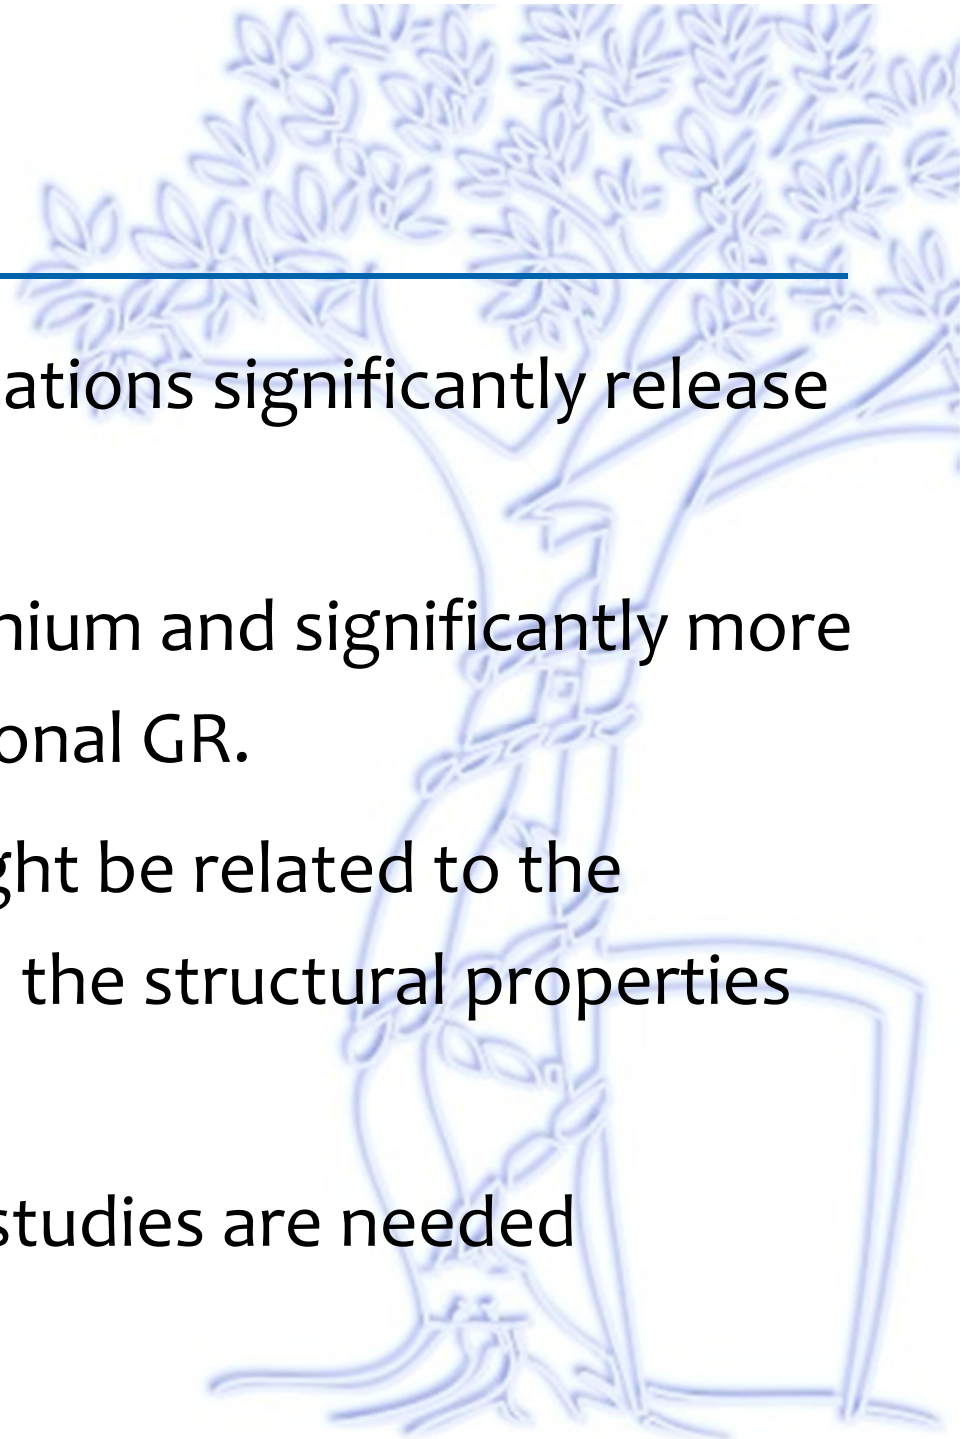 ations significantly release
nium and significantly more
onal GR.
ght be related to the
the structural properties
studies are needed